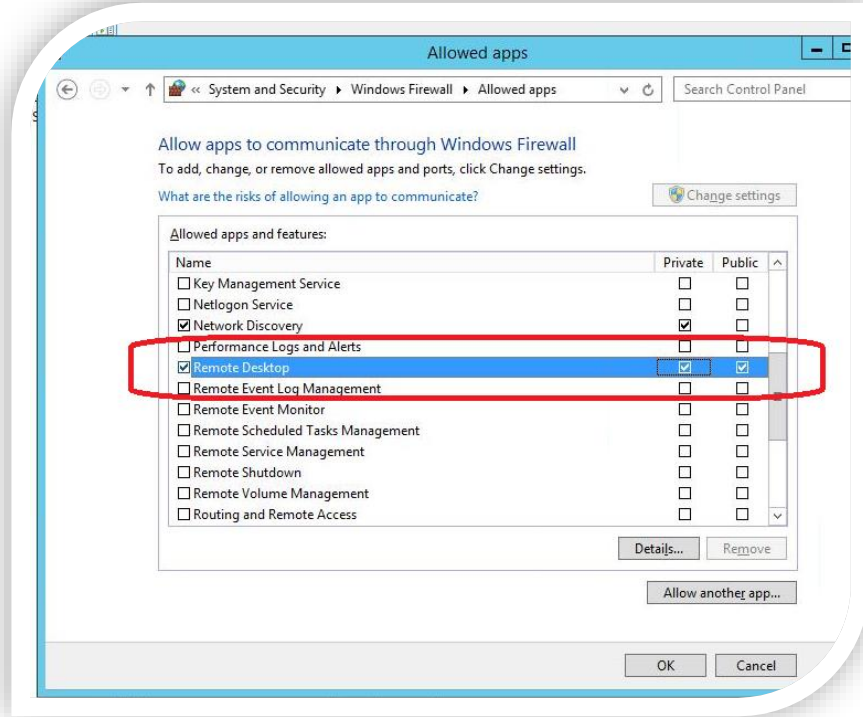 Allowed apps
« System and Security ▸ Windows Firewall ▸ Allowed apps
Search Control Panel
Allow apps to communicate through Windows Firewall
To add, change, or remove allowed apps and ports, click Change settings.
What are the risks of allowing an app to communicate?
Change settings
Allowed apps and features:
Name Private Public
Key Management Service
Netlogon Service
Network Discovery
Performance Logs and Alerts
Remote Desktop
Remote Event Log Management
Remote Event Monitor
Remote Scheduled Tasks Management
Remote Service Management
Remote Shutdown
Remote Volume Management
Routing and Remote Access
Details... Remove
Allow another app...
OK Cancel